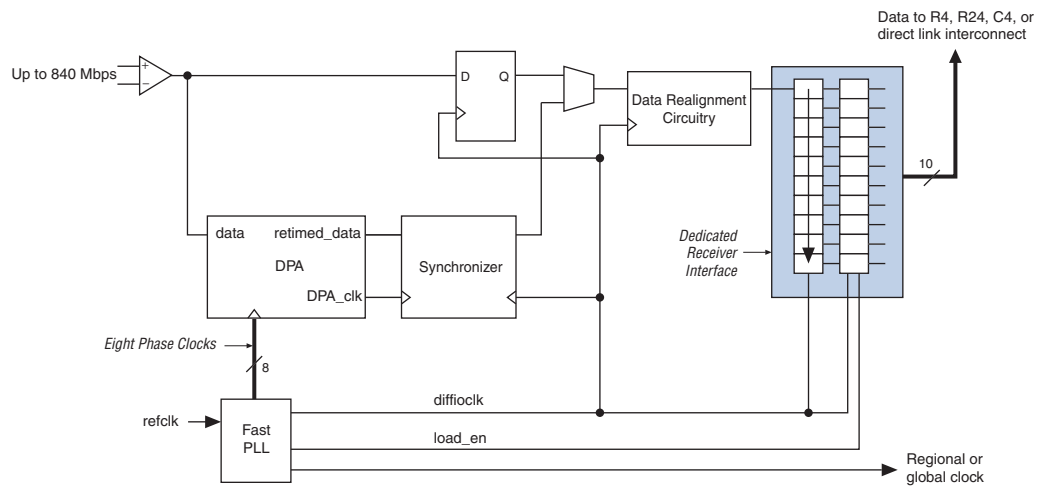 Data to R4, R24, C4, or
direct link interconnect
Up to 840 Mbps
+
−
D Q
Data Realignment
Circuitry
10
data retimed_data
DPA
DPA_clk
Synchronizer
Dedicated
Receiver
Interface
Eight Phase Clocks
8
refclk
Fast
PLL
diffioclk
load_en
Regional or
global clock